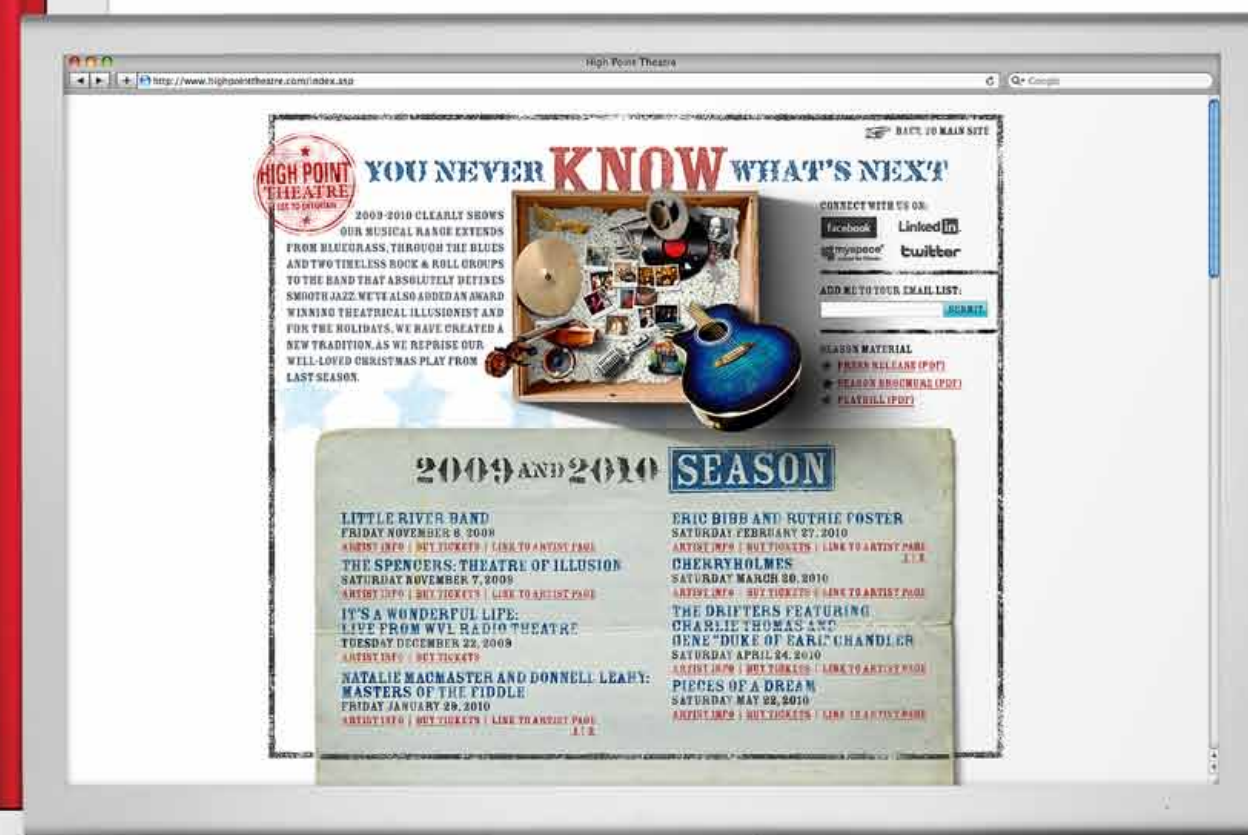 High Point Theatre
http://www.highpointtheatre.com/index.asp
Google
BACK TO MAIN SITE
HIGH POINT
THEATRE
YOU NEVER KNOW WHAT'S NEXT
2009-2010 CLEARLY SHOWS
OUR MUSICAL RANGE EXTENDS
FROM BLUEGRASS, THROUGH THE BLUES
AND TWO TIMELESS ROCK & ROLL GROUPS
TO THE BAND THAT ABSOLUTELY DEFINES
SMOOTH JAZZ. WE'VE ALSO ADDED AN AWARD
WINNING THEATRICAL ILLUSIONIST AND
FOR THE HOLIDAYS, WE HAVE CREATED A
NEW TRADITION, AS WE REPRISE OUR
WELL-LOVED CHRISTMAS PLAY FROM
LAST SEASON.
CONNECT WITH US ON:
facebook LinkedIn
myspace twitter
ADD ME TO YOUR EMAIL LIST:
SUBMIT
SEASON MATERIAL
PRESS RELEASE (PDF)
SEASON BROCHURE (PDF)
PLAYBILL (PDF)
2009 AND 2010 SEASON
LITTLE RIVER BAND
FRIDAY NOVEMBER 6, 2009
ARTIST INFO | BUY TICKETS | LINK TO ARTIST PAGE
THE SPENCERS: THEATRE OF ILLUSION
SATURDAY NOVEMBER 7, 2009
ARTIST INFO | BUY TICKETS | LINK TO ARTIST PAGE
IT'S A WONDERFUL LIFE:
LIVE FROM WVL RADIO THEATRE
TUESDAY DECEMBER 22, 2009
ARTIST INFO | BUY TICKETS
NATALIE MACMASTER AND DONNELL LEAHY:
MASTERS OF THE FIDDLE
FRIDAY JANUARY 29, 2010
ARTIST INFO | BUY TICKETS | LINK TO ARTIST PAGE
1 | 2
ERIC BIBB AND RUTHIE FOSTER
SATURDAY FEBRUARY 27, 2010
ARTIST INFO | BUY TICKETS | LINK TO ARTIST PAGE
1 | 2
CHERRYHOLMES
SATURDAY MARCH 20, 2010
ARTIST INFO | BUY TICKETS | LINK TO ARTIST PAGE
THE DRIFTERS FEATURING
CHARLIE THOMAS AND
GENE "DUKE OF EARL" CHANDLER
SATURDAY APRIL 24, 2010
ARTIST INFO | BUY TICKETS | LINK TO ARTIST PAGE
PIECES OF A DREAM
SATURDAY MAY 22, 2010
ARTIST INFO | BUY TICKETS | LINK TO ARTIST PAGE